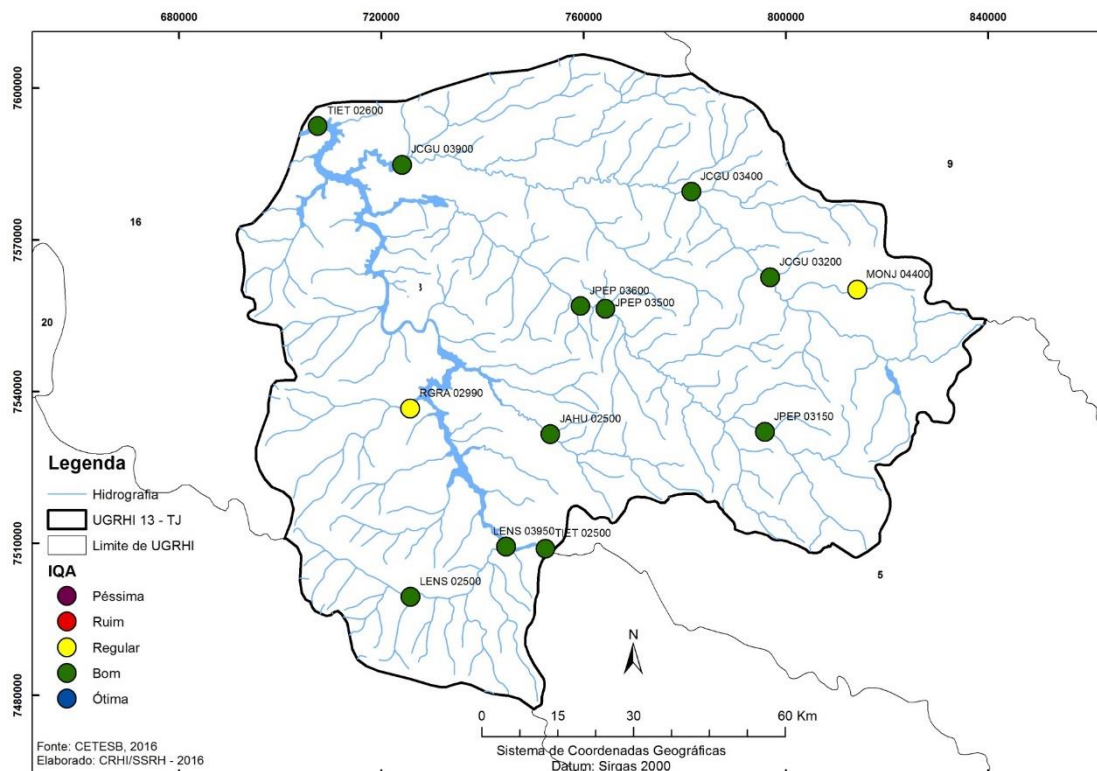 680000 720000 760000 800000 840000
7600000
7570000
7540000
7510000
7480000
TIET 02600
JCGU 03900
JCGU 03400
9
16
JCGU 03200
MONJ 04400
JPEP 03600
JPEP 03500
20
RGRA 02990
JAHU 02500
JPEP 03150
LENS 03950
TIET 02500
5
LENS 02500
Legenda
Hidrografia
UGRHI 13 - TJ
Limite de UGRHI
IQA
Péssima
Ruim
Regular
Bom
Ótima
N
0 15 30 60 Km
Sistema de Coordenadas Geográficas
Datum: Sirgas 2000
Fonte: CETESB, 2016
Elaborado: CRHI/SSRH - 2016